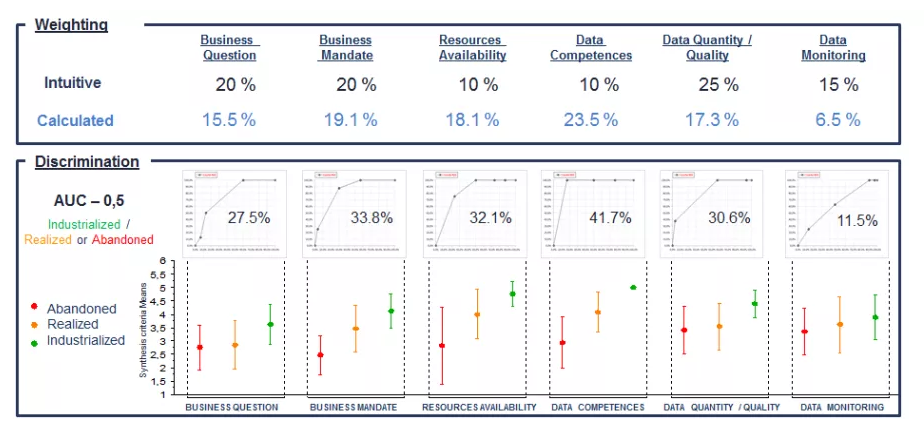 Weighting
Business Question
Business Mandate
Resources Availability
Data Competences
Data Quantity / Quality
Data Monitoring
Intuitive 20 % 20 % 10 % 10 % 25 % 15 %
Calculated 15.5 % 19.1 % 18.1 % 23.5 % 17.3 % 6.5 %
Discrimination
AUC – 0,5
Industrialized /
Realized or Abandoned
27.5% 33.8% 32.1% 41.7% 30.6% 11.5%
Synthesis criteria Means
6
5,5
5
4,5
4
3,5
3
2,5
2
1,5
1
Abandoned
Realized
Industrialized
BUSINESS QUESTION BUSINESS MANDATE RESOURCES AVAILABILITY DATA COMPETENCES DATA QUANTITY / QUALITY DATA MONITORING